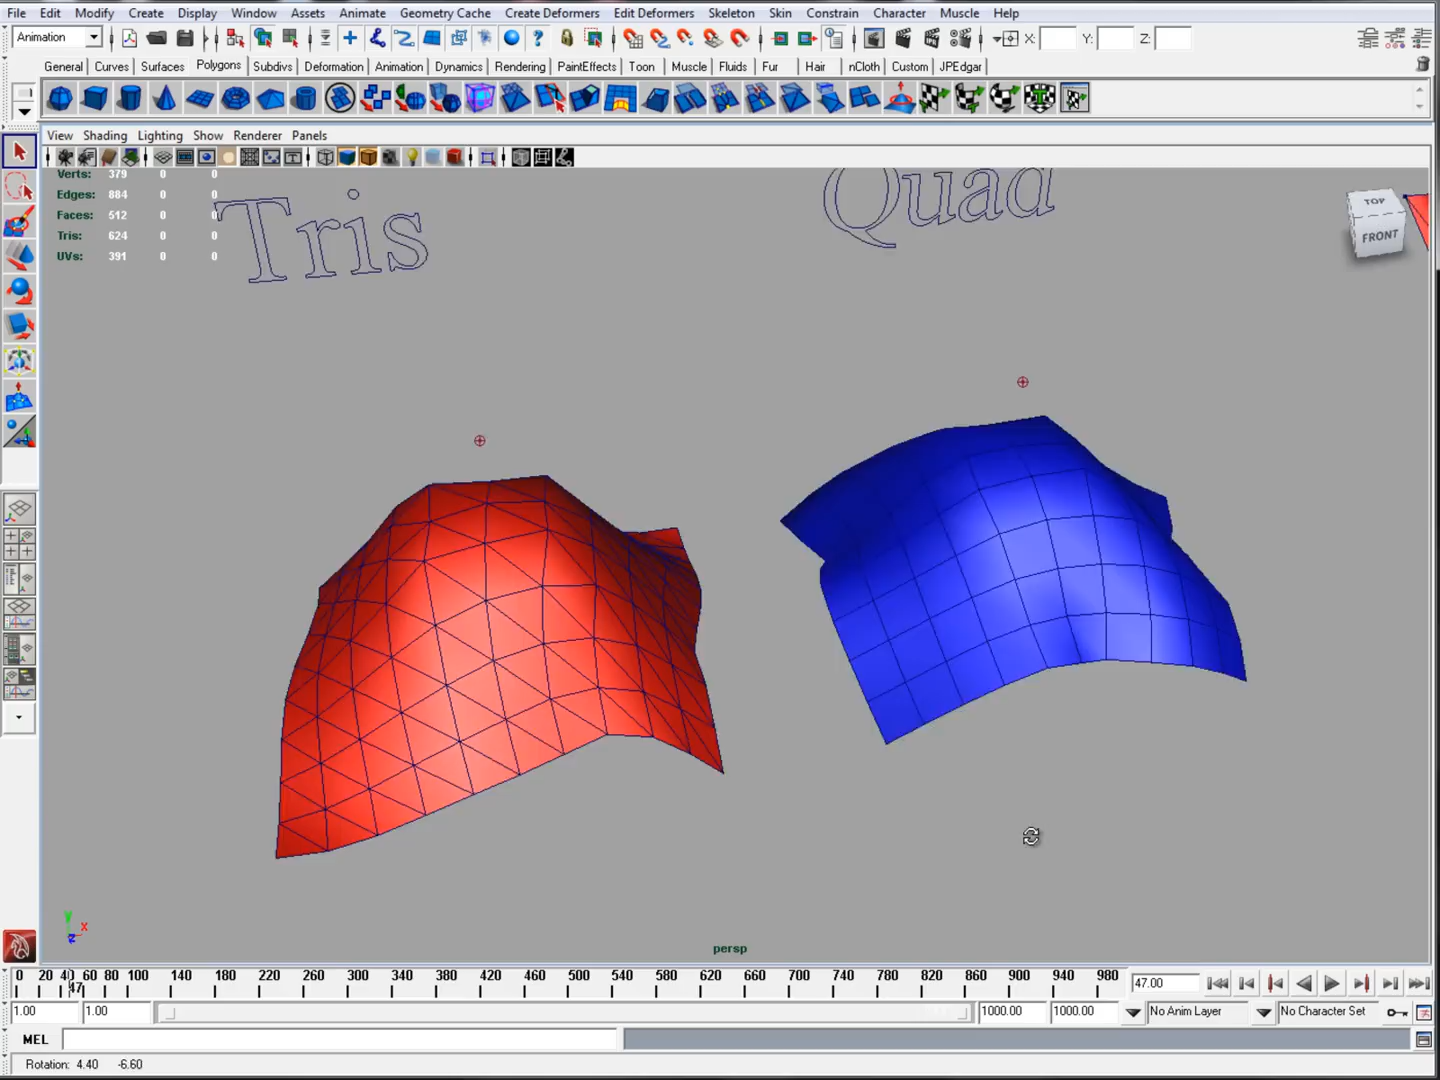 File Edit Modify Create Display Window Assets Animate Geometry Cache Create Deformers Edit Deformers Skeleton Skin Constrain Character Muscle Help
Animation X: Y: Z:
General Curves Surfaces Polygons Subdivs Deformation Animation Dynamics Rendering PaintEffects Toon Muscle Fluids Fur Hair nCloth Custom JPEdgar
View Shading Lighting Show Renderer Panels
Verts: 379 0 0
Edges: 884 0 0
Faces: 512 0 0
Tris: 624 0 0
UVs: 391 0 0
Tris
Quad
TOP
FRONT
Y
X
Z
persp
0 20 40 60 80 100 140 180 220 260 300 340 380 420 460 500 540 580 620 660 700 740 780 820 860 900 940 980
47
47.00
1.00 1.00 1000.00 1000.00 No Anim Layer No Character Set
MEL
Rotation: 4.40 -6.60